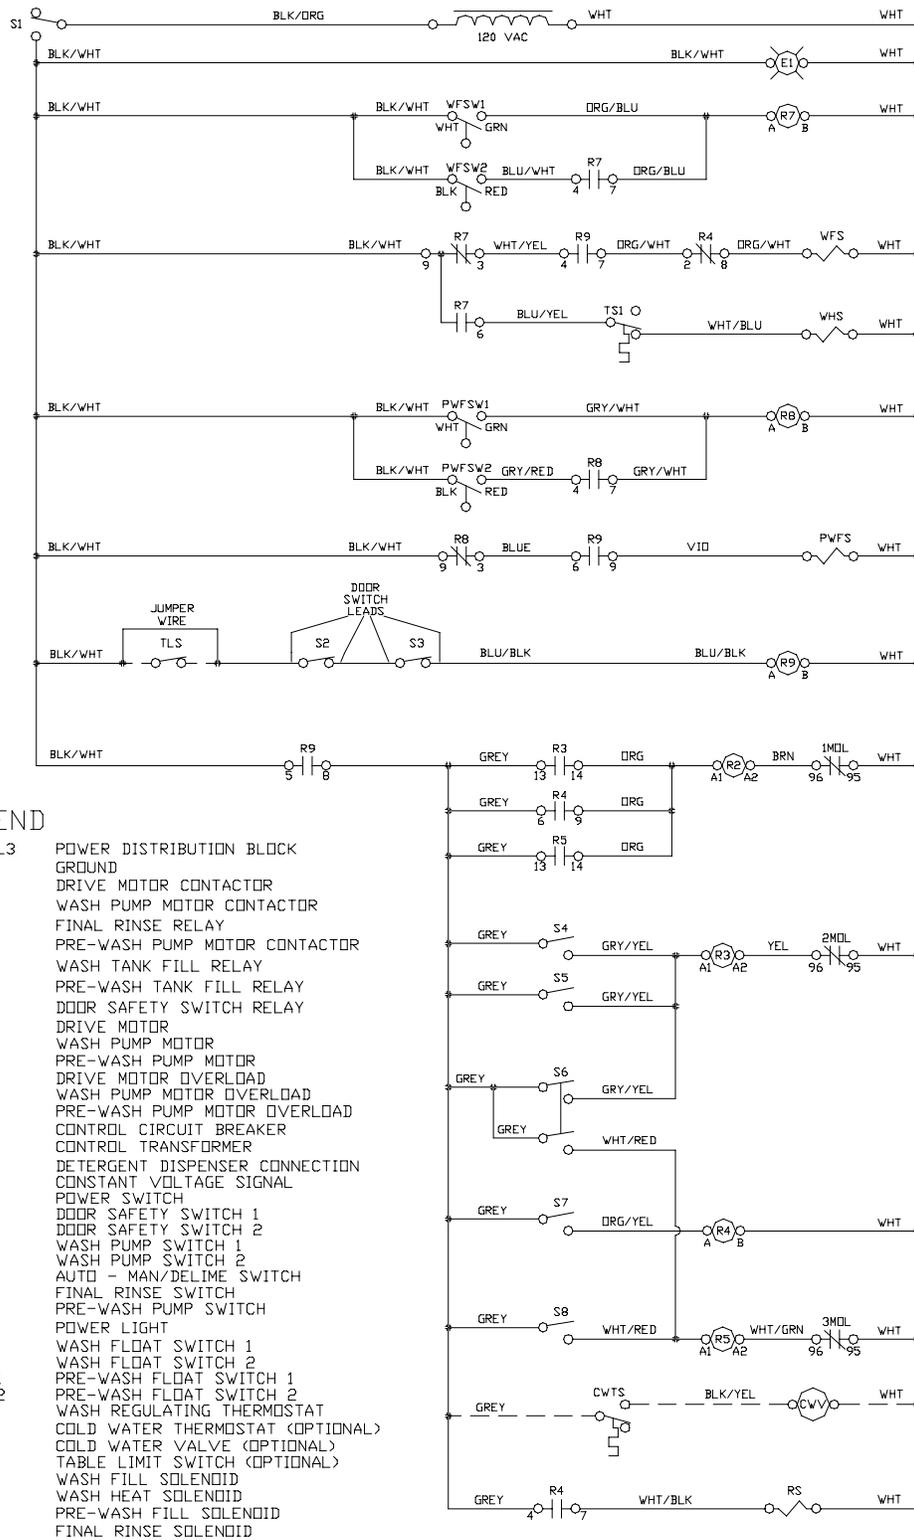 S1 BLK/ORG WHT WHT
120 VAC
BLK/WHT BLK/WHT E1 WHT
BLK/WHT BLK/WHT WFSW1 ORG/BLU R7 WHT
WHT GRN A B
BLK/WHT WFSW2 BLU/WHT R7 ORG/BLU
BLK RED 4 7
BLK/WHT BLK/WHT R7 WHT/YEL R9 ORG/WHT R4 ORG/WHT WFS WHT
9 3 4 7 2 8
R7 BLU/YEL TS1 WHT/BLU WHS WHT
6
BLK/WHT BLK/WHT PWFSW1 GRY/WHT R8 WHT
WHT GRN A B
BLK/WHT PWFSW2 GRY/RED R8 GRY/WHT
BLK RED 4 7
BLK/WHT BLK/WHT R8 BLUE R9 VIO PWFS WHT
9 3 6 9
DOOR
SWITCH
LEADS
JUMPER
WIRE
BLK/WHT TLS S2 S3 BLU/BLK BLU/BLK R9 WHT
A B
BLK/WHT R9 GREY R3 ORG R2 BRN 1MOL WHT
5 8 13 14 A1 A2 96 95
GREY R4 ORG
6 9
GREY R5 ORG
13 14
END
L3 POWER DISTRIBUTION BLOCK
GROUND
DRIVE MOTOR CONTACTOR
WASH PUMP MOTOR CONTACTOR
FINAL RINSE RELAY
PRE-WASH PUMP MOTOR CONTACTOR
WASH TANK FILL RELAY
PRE-WASH TANK FILL RELAY
DOOR SAFETY SWITCH RELAY
DRIVE MOTOR
WASH PUMP MOTOR
PRE-WASH PUMP MOTOR
DRIVE MOTOR OVERLOAD
WASH PUMP MOTOR OVERLOAD
PRE-WASH PUMP MOTOR OVERLOAD
CONTROL CIRCUIT BREAKER
CONTROL TRANSFORMER
DETERGENT DISPENSER CONNECTION
CONSTANT VOLTAGE SIGNAL
POWER SWITCH
DOOR SAFETY SWITCH 1
DOOR SAFETY SWITCH 2
WASH PUMP SWITCH 1
WASH PUMP SWITCH 2
AUTO - MAN/DELIME SWITCH
FINAL RINSE SWITCH
PRE-WASH PUMP SWITCH
POWER LIGHT
WASH FLOAT SWITCH 1
WASH FLOAT SWITCH 2
PRE-WASH FLOAT SWITCH 1
2 PRE-WASH FLOAT SWITCH 2
WASH REGULATING THERMOSTAT
COLD WATER THERMOSTAT (OPTIONAL)
COLD WATER VALVE (OPTIONAL)
TABLE LIMIT SWITCH (OPTIONAL)
WASH FILL SOLENOID
WASH HEAT SOLENOID
PRE-WASH FILL SOLENOID
FINAL RINSE SOLENOID
GREY S4 GRY/YEL R3 YEL 2MOL WHT
A1 A2 96 95
GREY S5 GRY/YEL
GREY S6 GRY/YEL
GREY WHT/RED
GREY S7 ORG/YEL R4 WHT
A B
GREY S8 WHT/RED R5 WHT/GRN 3MOL WHT
A1 A2 96 95
GREY CWTS BLK/YEL CWV WHT
GREY R4 WHT/BLK RS WHT
4 7